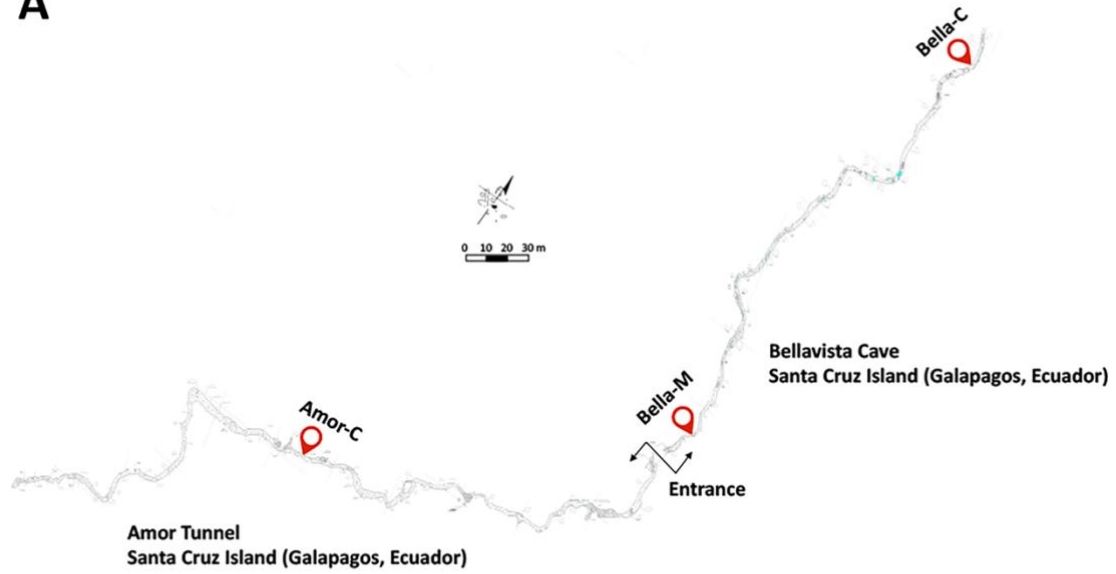 A
Bella-C
0 10 20 30 m
Bellavista Cave
Santa Cruz Island (Galapagos, Ecuador)
Bella-M
Amor-C
Entrance
Amor Tunnel
Santa Cruz Island (Galapagos, Ecuador)